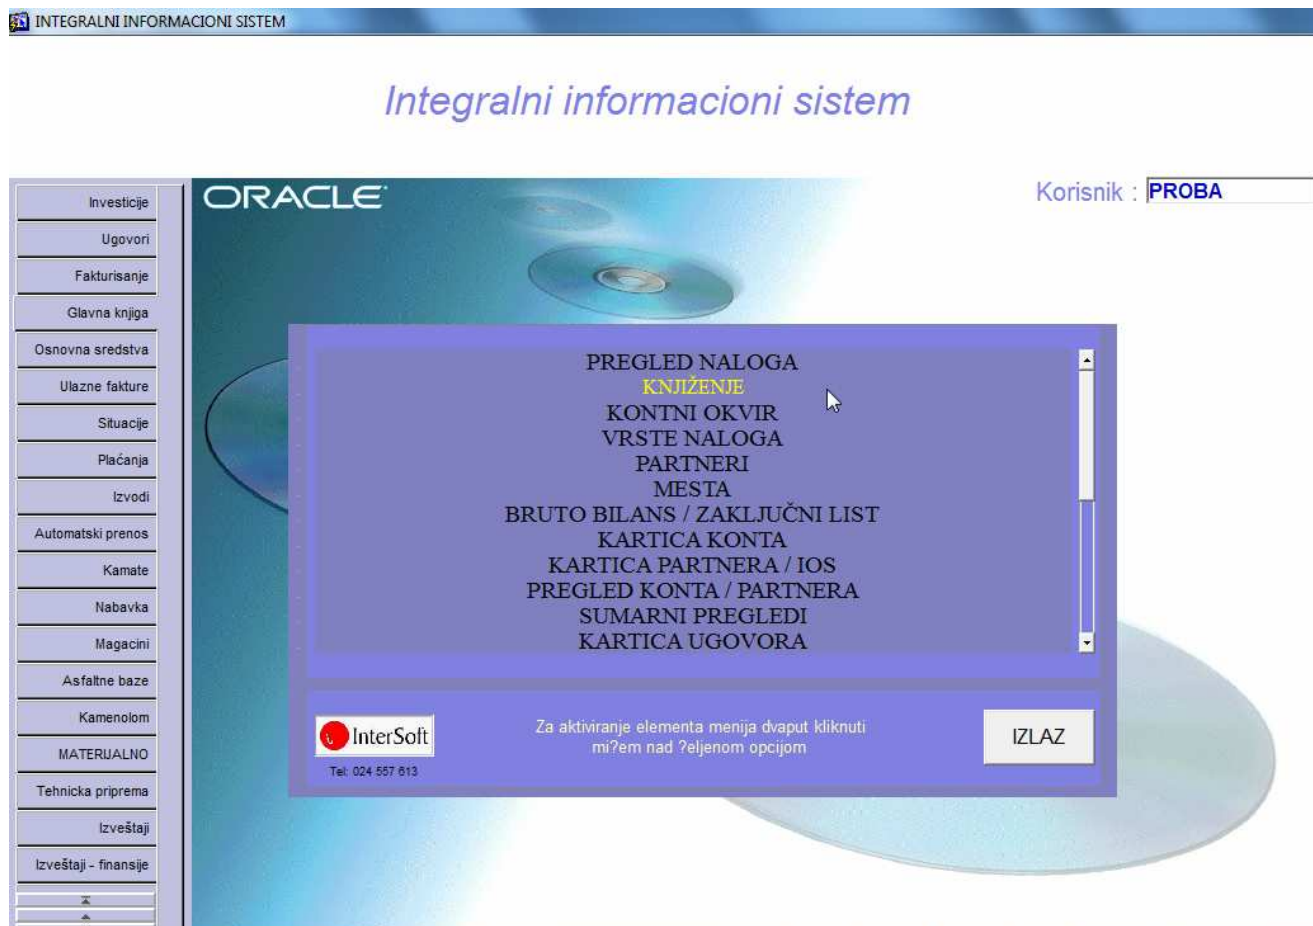 INTEGRALNI INFORMACIONI SISTEM
Integralni informacioni sistem
ORACLE
Korisnik : PROBA
Investicije
Ugovori
Fakturisanje
Glavna knjiga
Osnovna sredstva
Ulazne fakture
Situacije
Plaćanja
Izvodi
Automatski prenos
Kamate
Nabavka
Magacini
Asfaltne baze
Kamenolom
MATERIJALNO
Tehnicka priprema
Izveštaji
Izveštaji - finansije
PREGLED NALOGA
KNJIŽENJE
KONTNI OKVIR
VRSTE NALOGA
PARTNERI
MESTA
BRUTO BILANS / ZAKLJUČNI LIST
KARTICA KONTA
KARTICA PARTNERA / IOS
PREGLED KONTA / PARTNERA
SUMARNI PREGLEDI
KARTICA UGOVORA
InterSoft
Tel: 024 557 613
Za aktiviranje elementa menija dvaput kliknuti
mi?em nad ?eljenom opcijom
IZLAZ